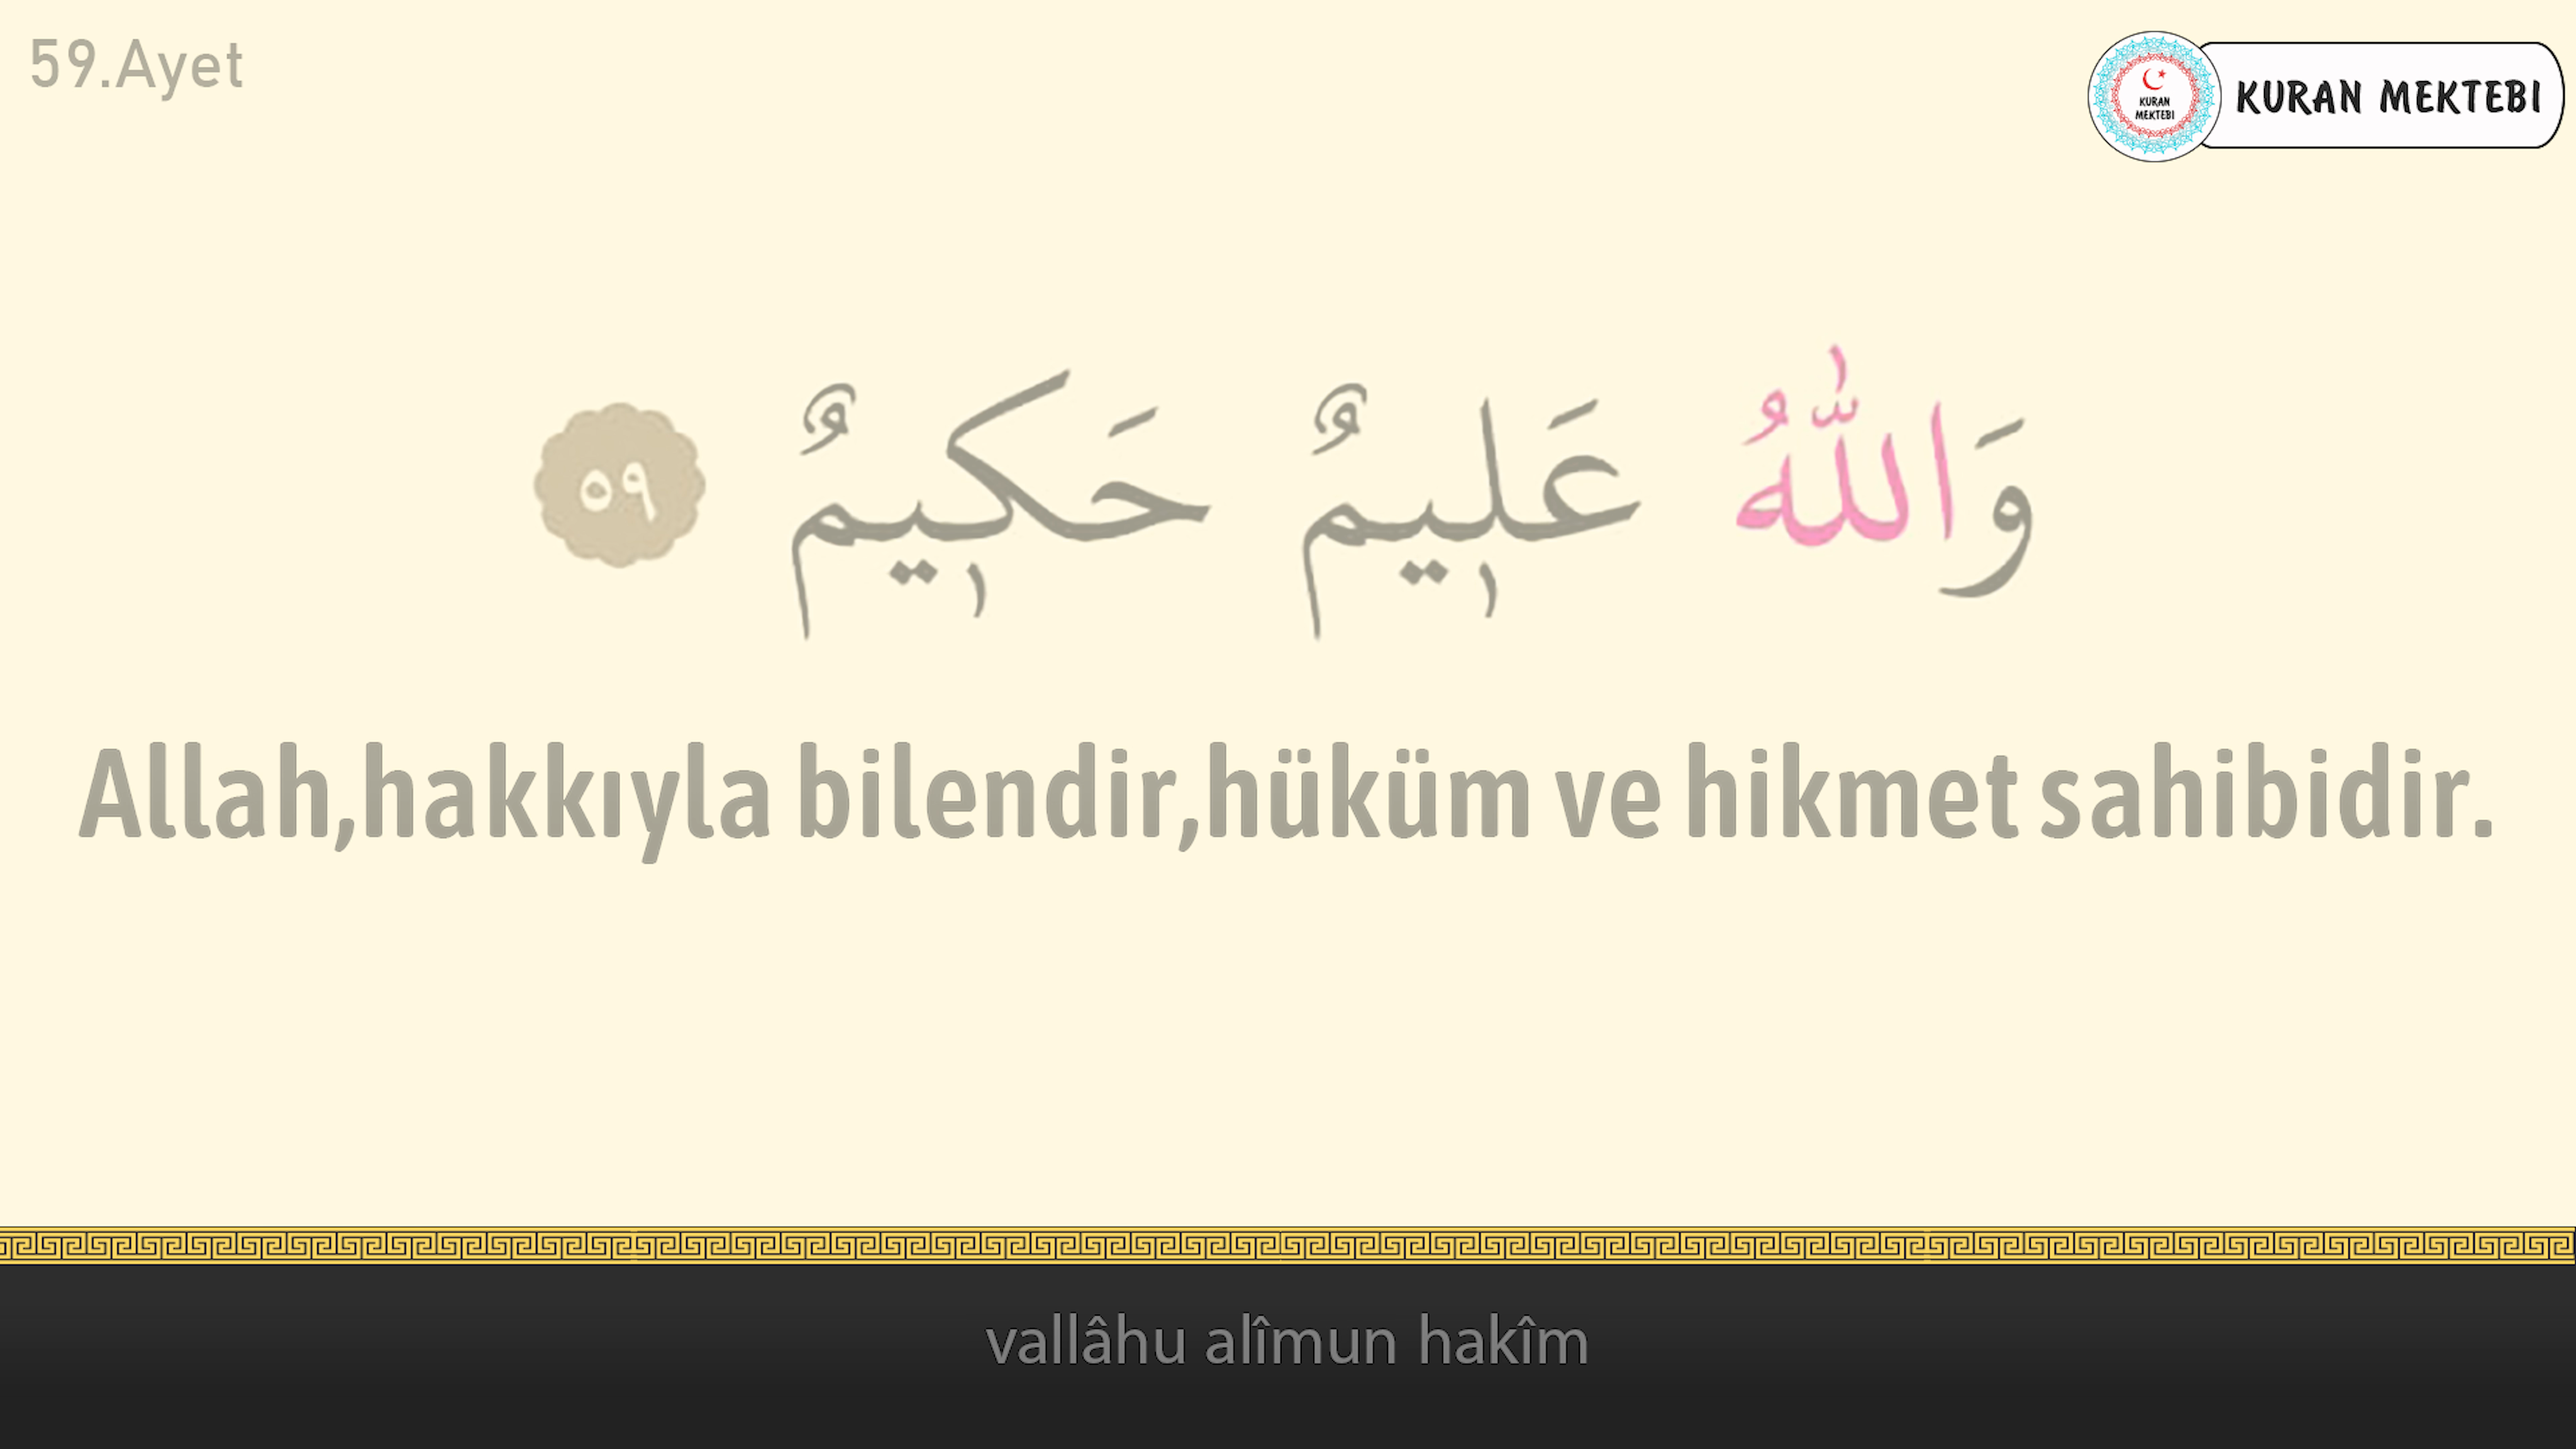 59.Ayet
KURAN
MEKTEBI
KURAN MEKTEBI
وَاللّٰهُ عَلٖيمٌ حَكٖيمٌ ٥٩
Allah,hakkıyla bilendir,hüküm ve hikmet sahibidir.
vallâhu alîmun hakîm